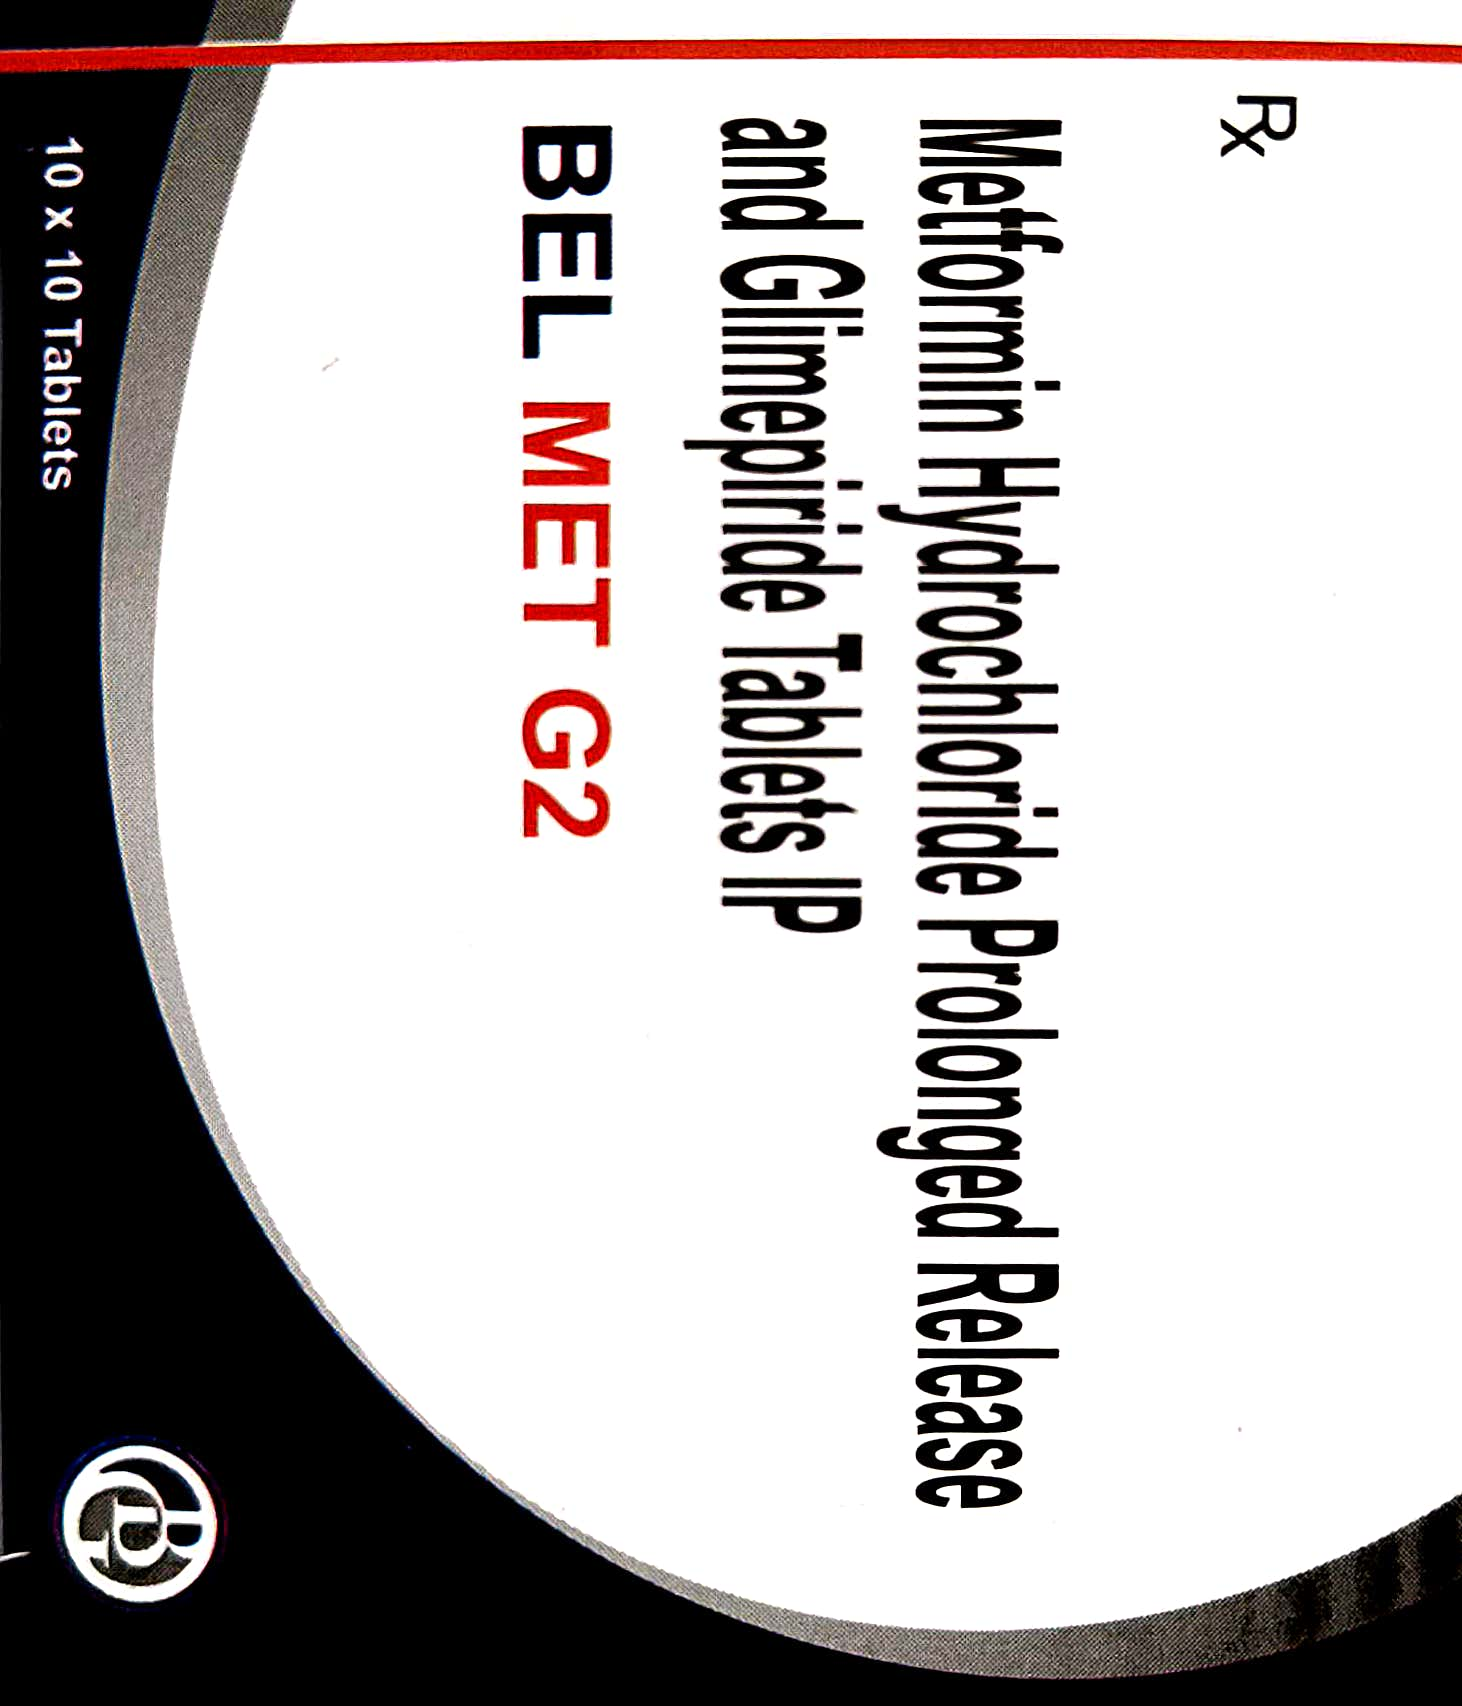 Rx
Metformin Hydrochloride Prolonged Release
and Glimepiride Tablets IP
BEL MET G2
10 x 10 Tablets